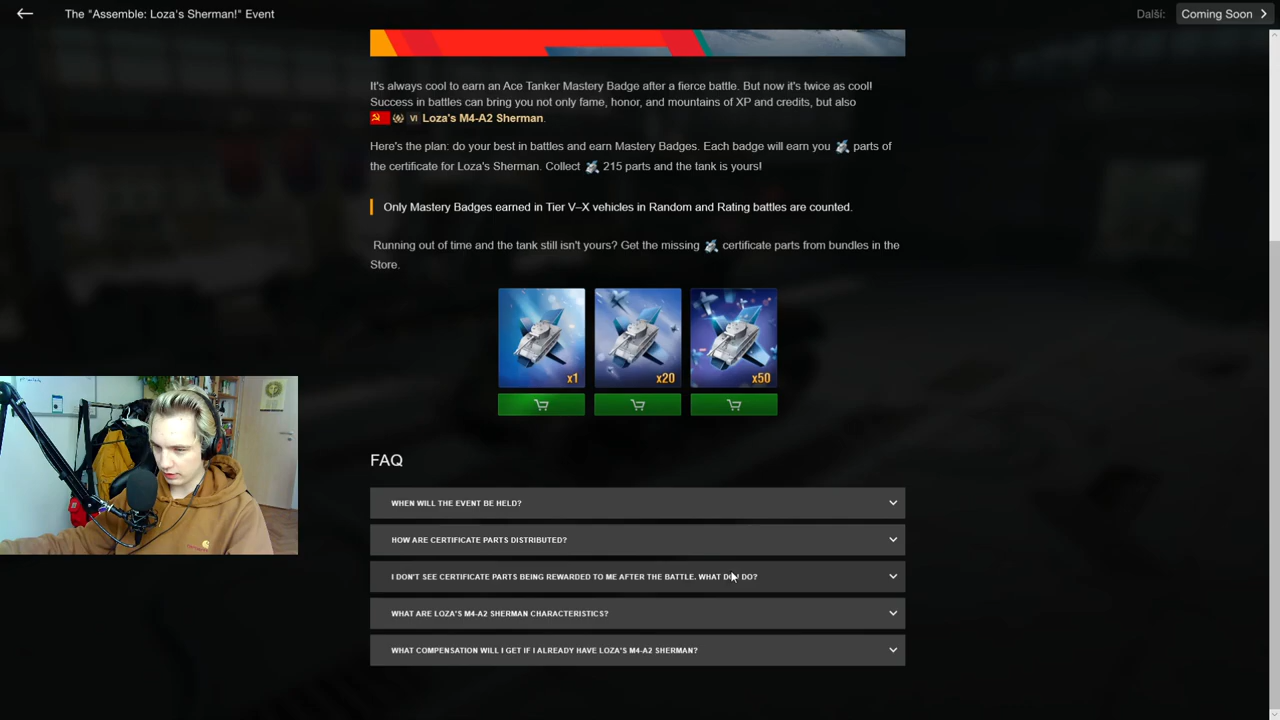 The "Assemble: Loza's Sherman!" Event
Další:
Coming Soon
It's always cool to earn an Ace Tanker Mastery Badge after a fierce battle. But now it's twice as cool!
Success in battles can bring you not only fame, honor, and mountains of XP and credits, but also
VI Loza's M4-A2 Sherman.
Here's the plan: do your best in battles and earn Mastery Badges. Each badge will earn you parts of
the certificate for Loza's Sherman. Collect 215 parts and the tank is yours!
Only Mastery Badges earned in Tier V–X vehicles in Random and Rating battles are counted.
Running out of time and the tank still isn't yours? Get the missing certificate parts from bundles in the
Store.
x1
x20
x50
FAQ
WHEN WILL THE EVENT BE HELD?
HOW ARE CERTIFICATE PARTS DISTRIBUTED?
I DON'T SEE CERTIFICATE PARTS BEING REWARDED TO ME AFTER THE BATTLE. WHAT DO I DO?
WHAT ARE LOZA'S M4-A2 SHERMAN CHARACTERISTICS?
WHAT COMPENSATION WILL I GET IF I ALREADY HAVE LOZA'S M4-A2 SHERMAN?